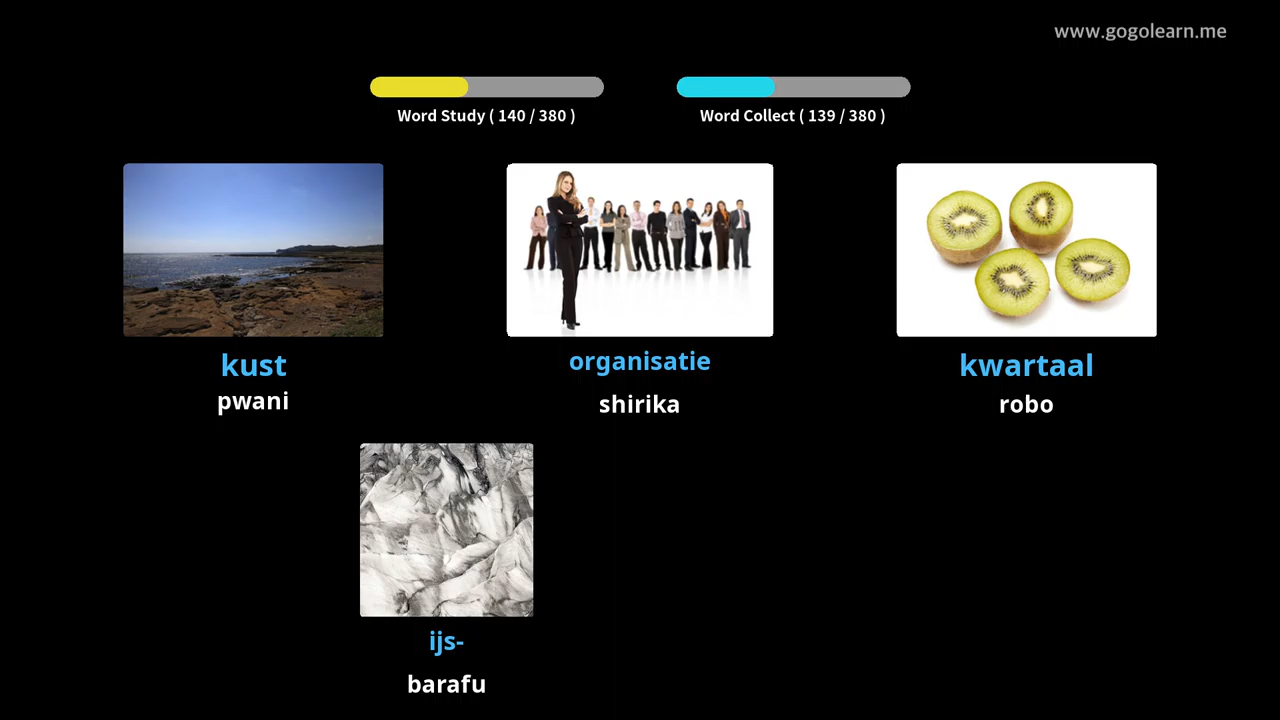 www.gogolearn.me
Word Study ( 140 / 380 )
Word Collect ( 139 / 380 )
kust
pwani
organisatie
shirika
kwartaal
robo
ijs-
barafu